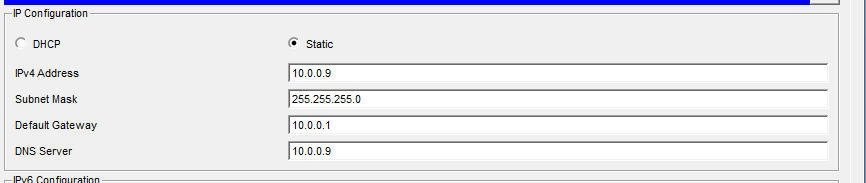 IP Configuration
DHCP Static
IPv4 Address 10.0.0.9
Subnet Mask 255.255.255.0
Default Gateway 10.0.0.1
DNS Server 10.0.0.9
IPv6 Configuration